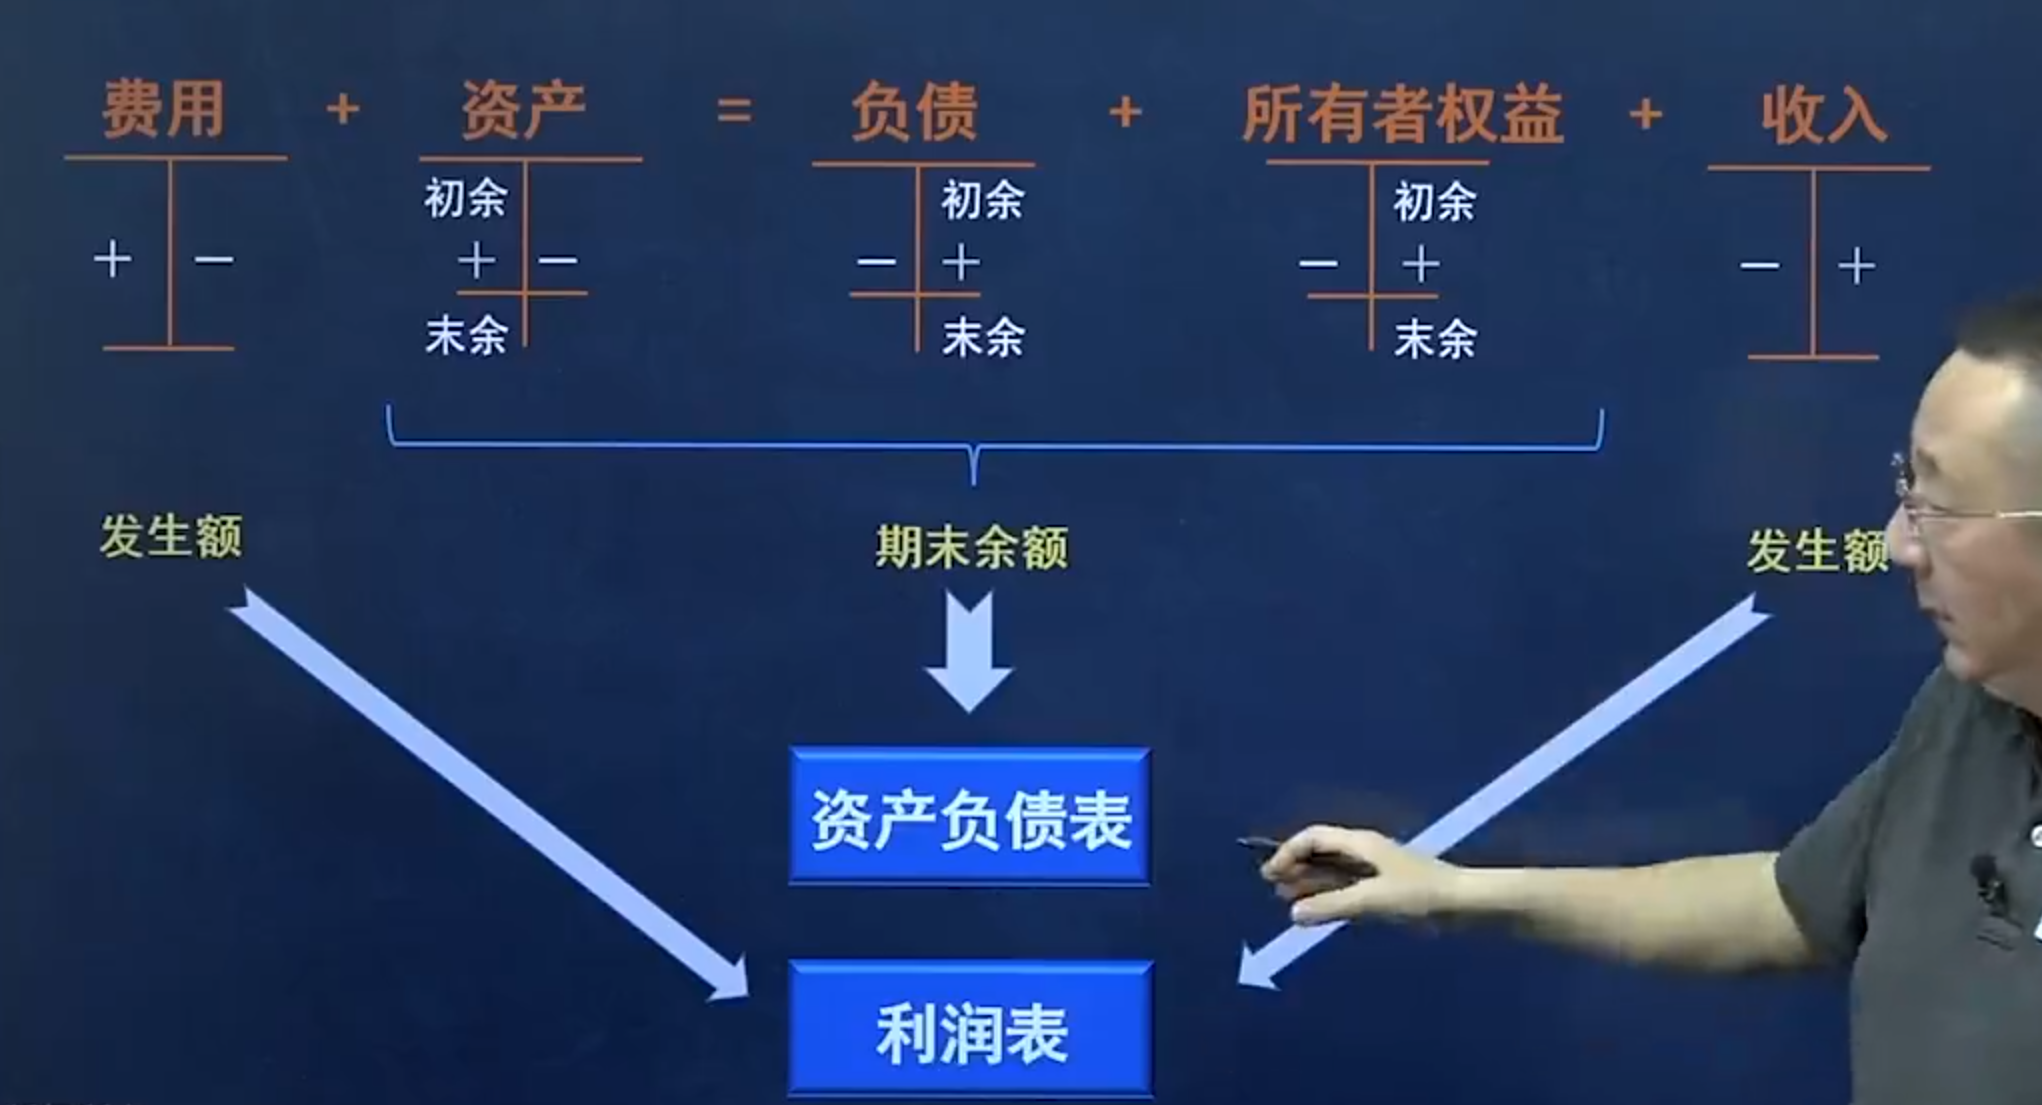 费用 + 资产 = 负债 + 所有者权益 + 收入
初余 初余 初余
+ − + − − + − + − +
末余 末余 末余
发生额 期末余额 发生额
资产负债表
利润表